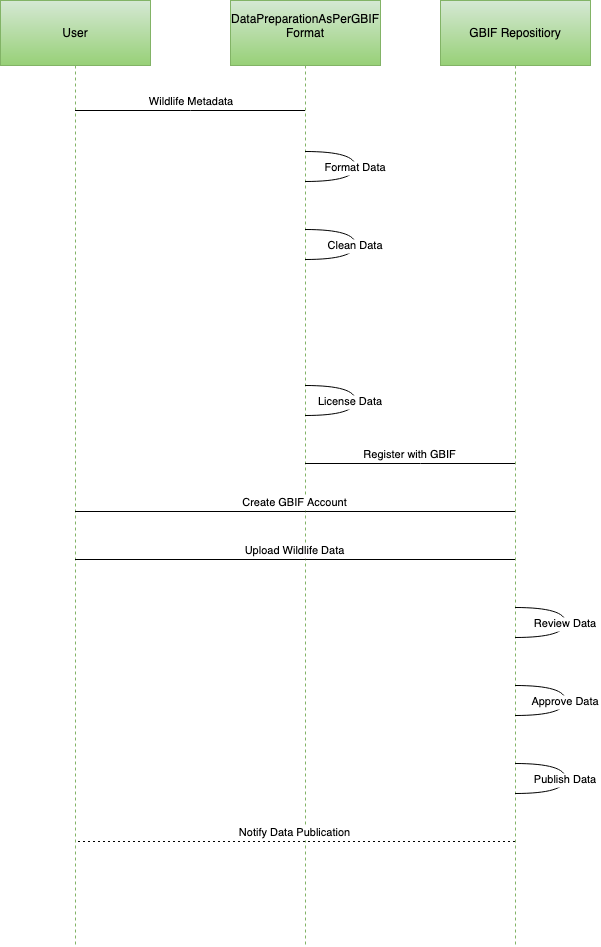 User
DataPreparationAsPerGBIF
Format
GBIF Repositiory
Wildlife Metadata
Format Data
Clean Data
License Data
Register with GBIF
Create GBIF Account
Upload Wildlife Data
Review Data
Approve Data
Publish Data
Notify Data Publication